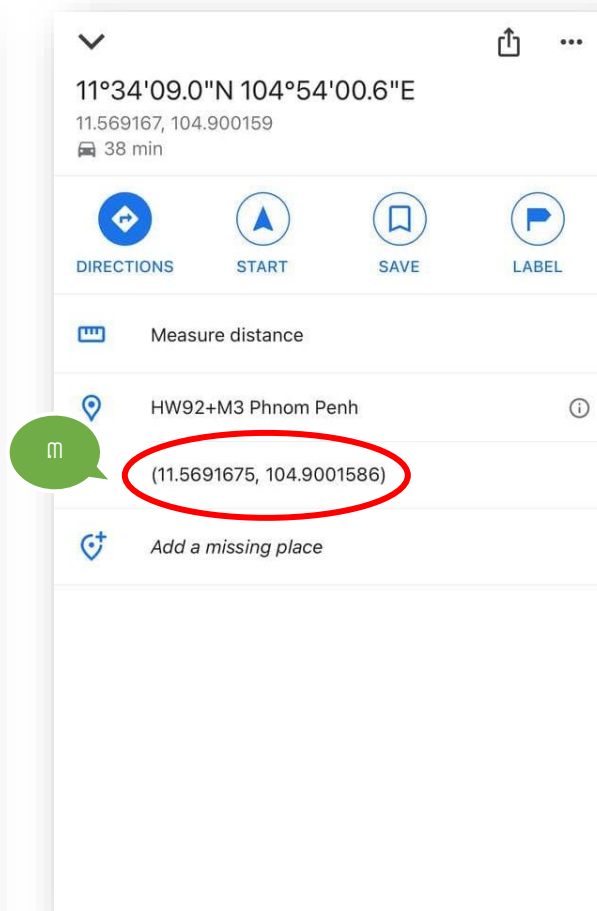 11°34'09.0"N 104°54'00.6"E
11.569167, 104.900159
38 min
DIRECTIONS START SAVE LABEL
Measure distance
HW92+M3 Phnom Penh
ញ
(11.5691675, 104.9001586)
Add a missing place